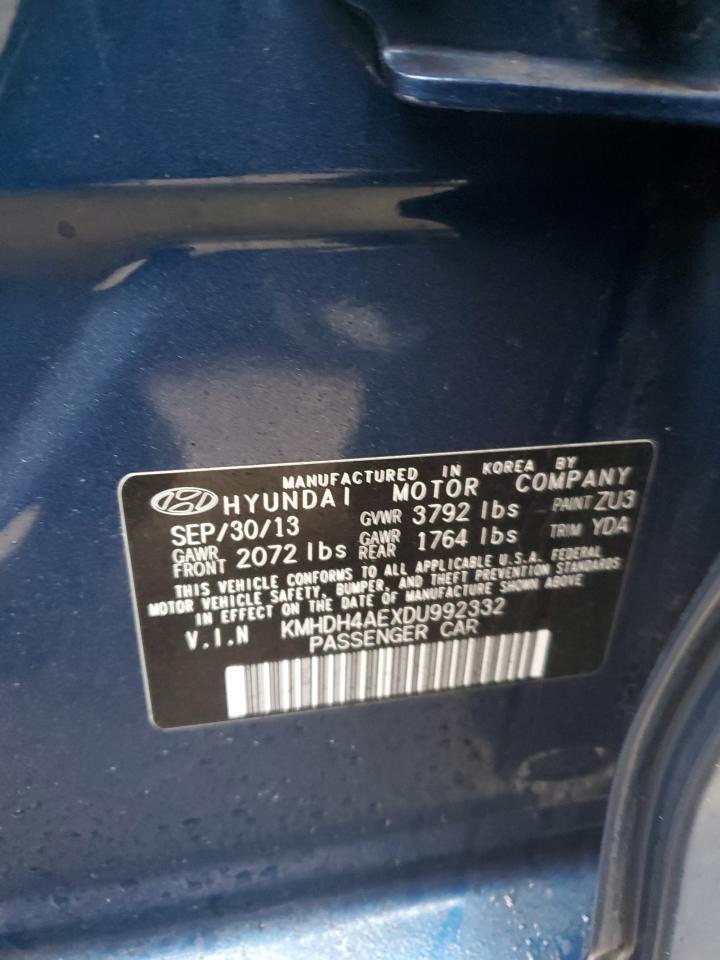 MANUFACTURED IN KOREA BY
HYUNDAI MOTOR COMPANY
SEP/30/13 GVWR 3792 lbs PAINT ZU3
GAWR FRONT 2072 lbs GAWR REAR 1764 lbs TRIM YDA
THIS VEHICLE CONFORMS TO ALL APPLICABLE U.S.A. FEDERAL
MOTOR VEHICLE SAFETY, BUMPER, AND THEFT PREVENTION STANDARDS
IN EFFECT ON THE DATE OF MANUFACTURE SHOWN ABOVE
V.I.N KMHDH4AEXDU992332
PASSENGER CAR